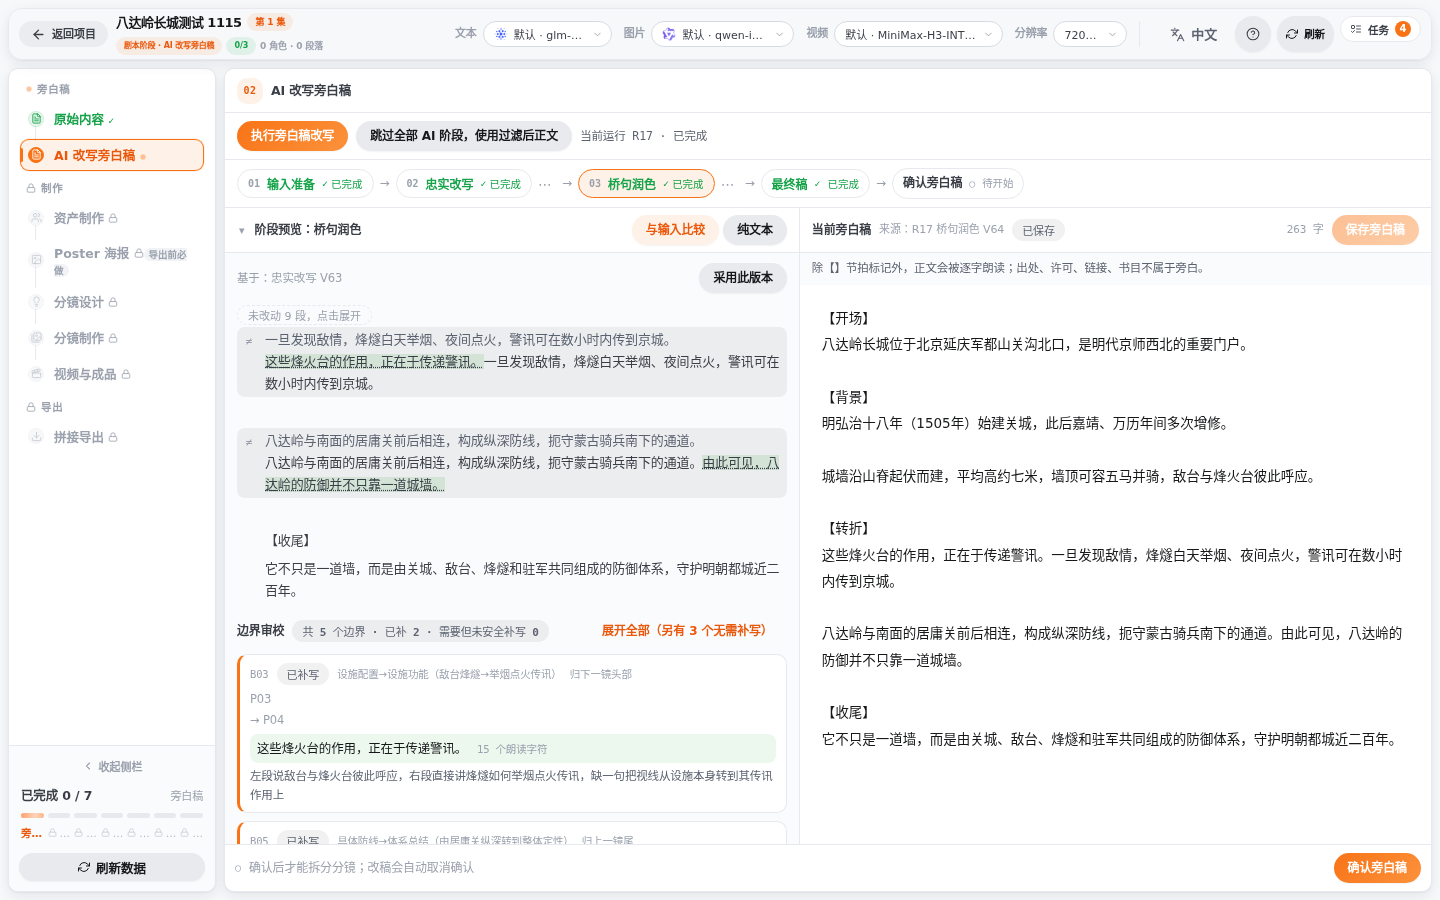 返回项目
八达岭长城测试 1115
第 1 集
剧本阶段 · AI 改写旁白稿
0/3
0 角色 · 0 段落
文本
默认 · glm-...
图片
默认 · qwen-i...
视频
默认 · MiniMax-H3-INT...
分辨率
720...
中文
刷新
任务
4
旁白稿
原始内容 ✓
AI 改写旁白稿
制作
资产制作
Poster 海报
导出前必
做
分镜设计
分镜制作
视频与成品
导出
拼接导出
收起侧栏
已完成 0 / 7
旁白稿
旁... ... ... ... ... ... ...
刷新数据
02
AI 改写旁白稿
执行旁白稿改写
跳过全部 AI 阶段，使用过滤后正文
当前运行 R17 · 已完成
01 输入准备 ✓ 已完成
→
02 忠实改写 ✓ 已完成
···
→
03 桥句润色 ✓ 已完成
···
→
最终稿 ✓ 已完成
→
确认旁白稿 ○ 待开始
▼ 阶段预览：桥句润色
与输入比较
纯文本
基于：忠实改写 V63
采用此版本
未改动 9 段，点击展开
≠ 一旦发现敌情，烽燧白天举烟、夜间点火，警讯可在数小时内传到京城。
这些烽火台的作用，正在于传递警讯。一旦发现敌情，烽燧白天举烟、夜间点火，警讯可在
数小时内传到京城。
≠ 八达岭与南面的居庸关前后相连，构成纵深防线，扼守蒙古骑兵南下的通道。
八达岭与南面的居庸关前后相连，构成纵深防线，扼守蒙古骑兵南下的通道。由此可见，八
达岭的防御并不只靠一道城墙。
【收尾】
它不只是一道墙，而是由关城、敌台、烽燧和驻军共同组成的防御体系，守护明朝都城近二
百年。
边界审校
共 5 个边界 · 已补 2 · 需要但未安全补写 0
展开全部（另有 3 个无需补写）
B03 已补写 设施配置→设施功能（敌台烽燧→举烟点火传讯） 归下一镜头部
P03
→ P04
这些烽火台的作用，正在于传递警讯。 15 个朗读字符
左段说敌台与烽火台彼此呼应，右段直接讲烽燧如何举烟点火传讯，缺一句把视线从设施本身转到其传讯
作用上
B05 已补写 具体防线→体系总结（由居庸关纵深转到整体定性） 归上一镜尾
当前旁白稿
来源：R17 桥句润色 V64
已保存
263 字
保存旁白稿
除【】节拍标记外，正文会被逐字朗读；出处、许可、链接、书目不属于旁白。
【开场】
八达岭长城位于北京延庆军都山关沟北口，是明代京师西北的重要门户。
【背景】
明弘治十八年（1505年）始建关城，此后嘉靖、万历年间多次增修。
城墙沿山脊起伏而建，平均高约七米，墙顶可容五马并骑，敌台与烽火台彼此呼应。
【转折】
这些烽火台的作用，正在于传递警讯。一旦发现敌情，烽燧白天举烟、夜间点火，警讯可在数小时
内传到京城。
八达岭与南面的居庸关前后相连，构成纵深防线，扼守蒙古骑兵南下的通道。由此可见，八达岭的
防御并不只靠一道城墙。
【收尾】
它不只是一道墙，而是由关城、敌台、烽燧和驻军共同组成的防御体系，守护明朝都城近二百年。
○ 确认后才能拆分分镜；改稿会自动取消确认
确认旁白稿